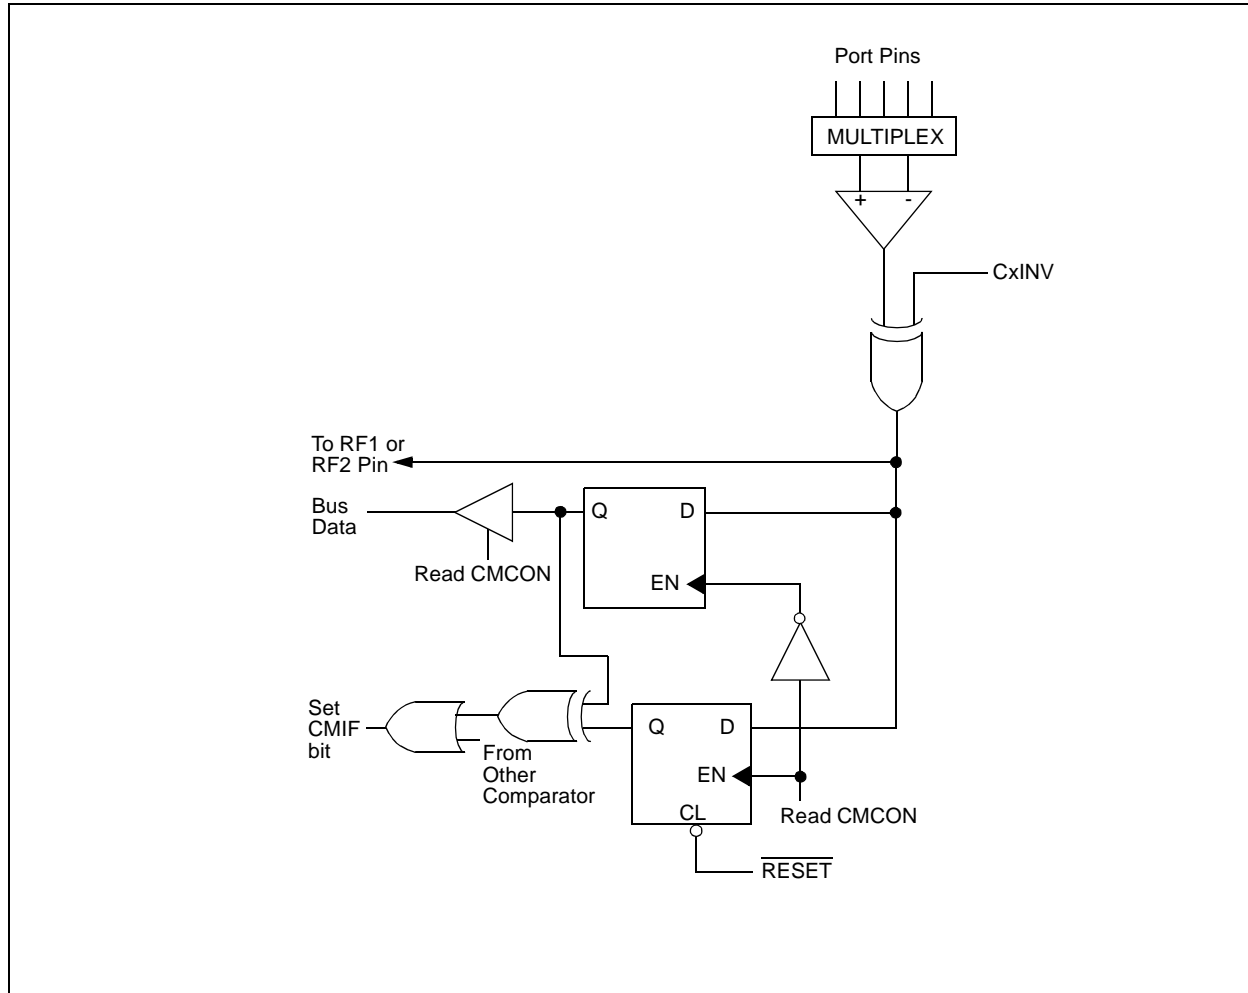 Port Pins
MULTIPLEX
+ -
CxINV
To RF1 or
RF2 Pin
Bus
Data
Q D
Read CMCON
EN
Set
CMIF
bit
Q D
From
Other
Comparator
EN
CL
Read CMCON
RESET